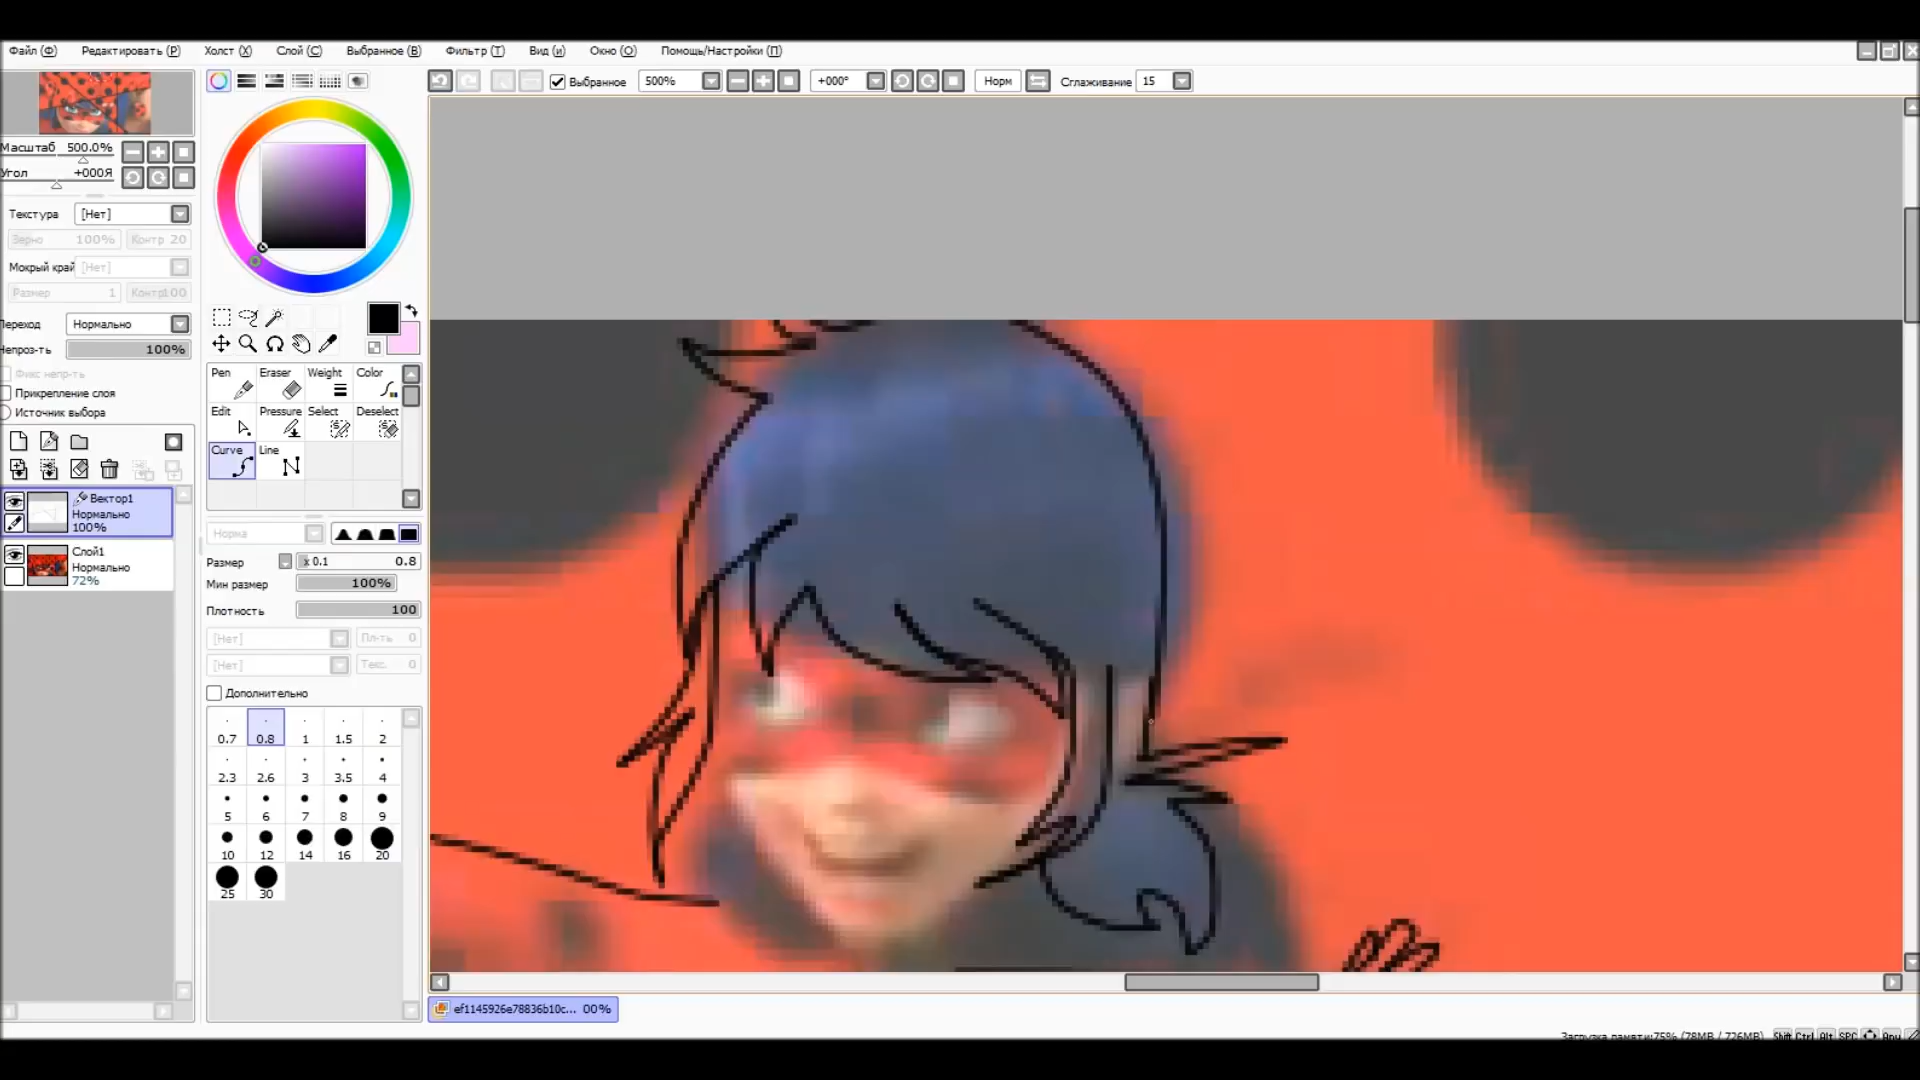 Файл (Ф) Редактировать (Р) Холст (Х) Слой (С) Выбранное (В) Фильтр (Т) Вид (и) Окно (О) Помощь/Настройки (П)
Выбранное 500% +000° Норм Сглаживание 15
Масштаб 500.0%
Угол +000Я
Текстура [Нет]
Зерно 100% Контр 20
Мокрый край [Нет]
Размер 1 Контр100
Переход Нормально
Непроз-ть 100%
Фикс непр-ть
Прикрепление слоя
Источник выбора
Вектор1
Нормально
100%
Слой1
Нормально
72%
Pen Eraser Weight Color
Edit Pressure Select Deselect
Curve Line
Норма
Размер x 0.1 0.8
Мин размер 100%
Плотность 100
[Нет] Пл-ть 0
[Нет] Текс. 0
Дополнительно
0.7 0.8 1 1.5 2
2.3 2.6 3 3.5 4
5 6 7 8 9
10 12 14 16 20
25 30
ef1145926e78836b10c... 00%
Загрузка памяти:75% (78MB / 726MB) Shift Ctrl Alt SPC Any